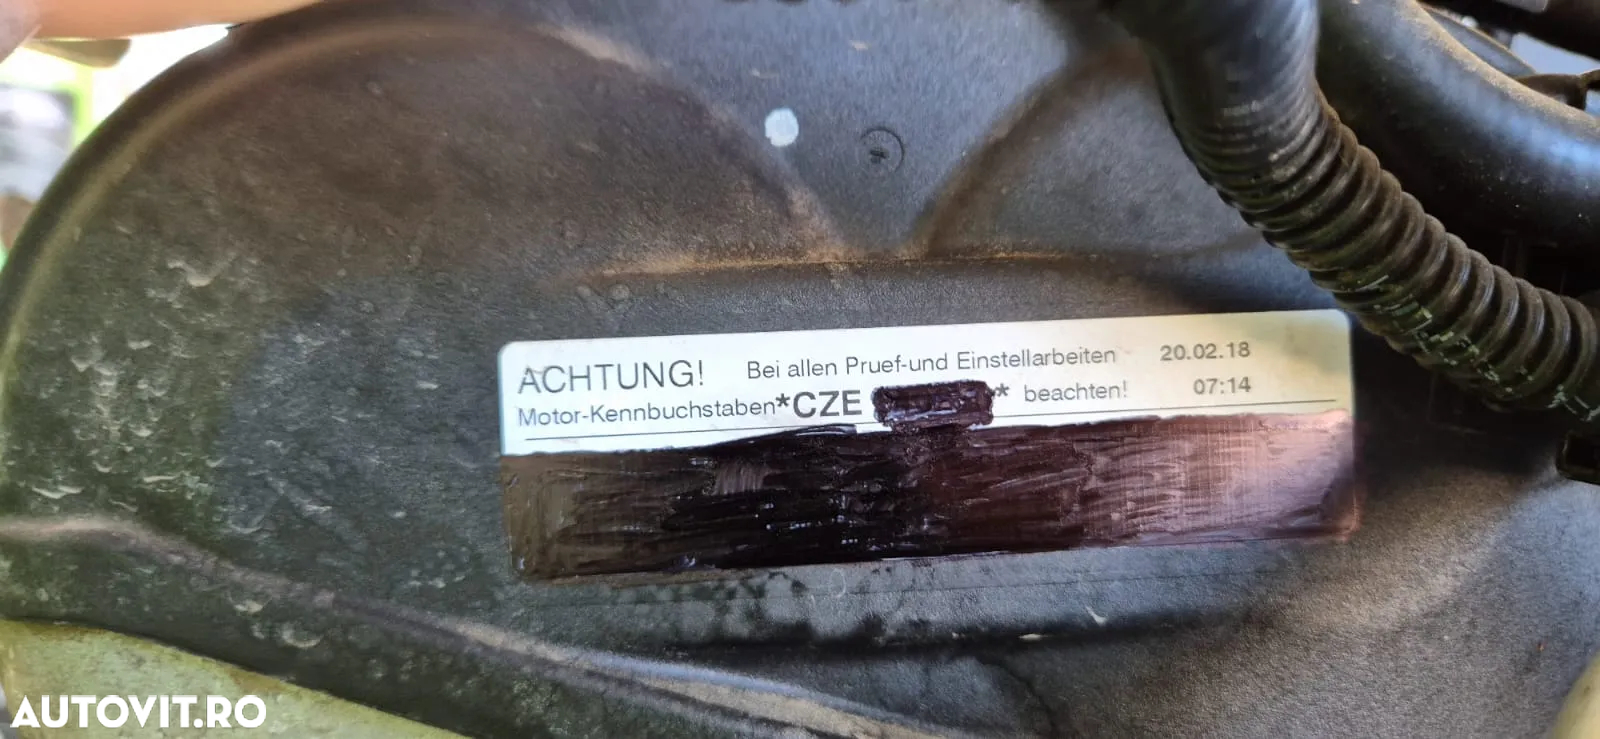 ACHTUNG! Bei allen Pruef-und Einstellarbeiten 20.02.18
Motor-Kennbuchstaben*CZE * beachten! 07:14
AUTOVIT.RO